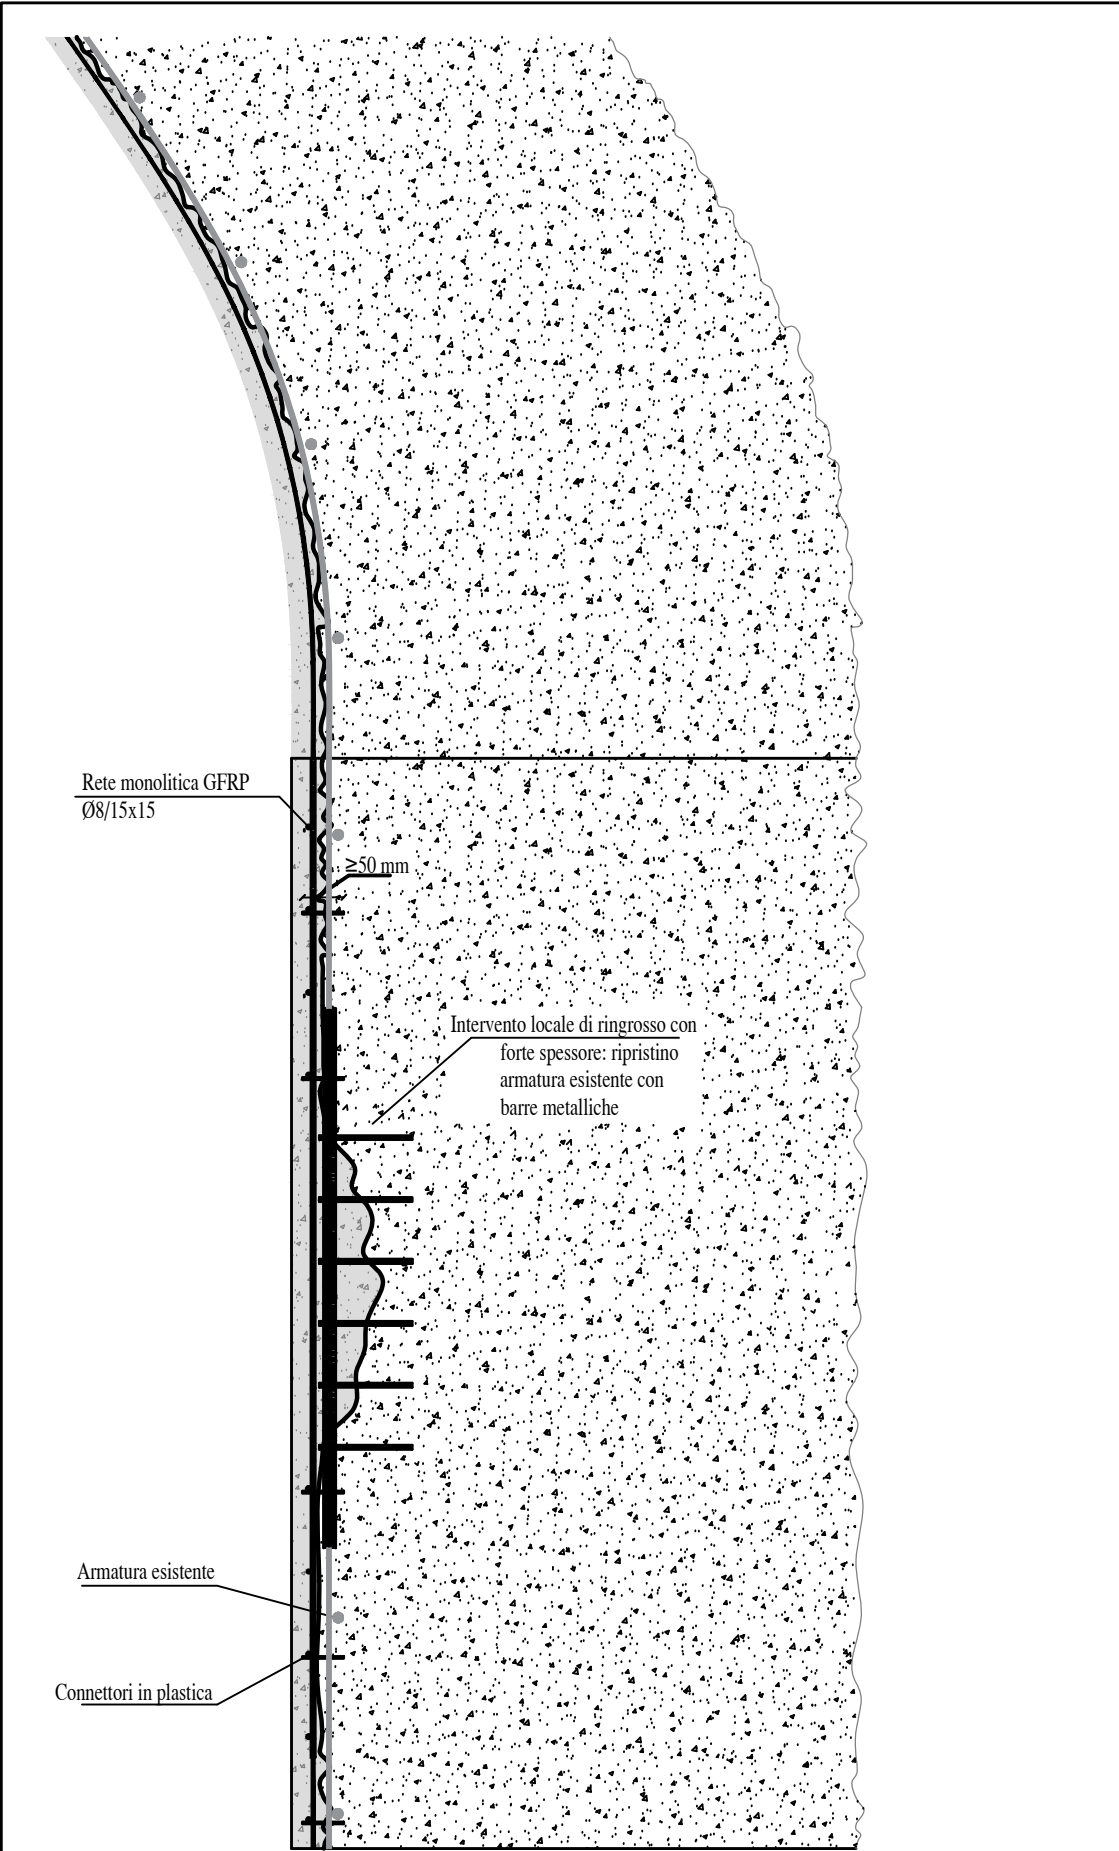 Rete monolitica GFRP
Ø8/15x15
≥50 mm
Intervento locale di ringrosso con
forte spessore: ripristino
armatura esistente con
barre metalliche
Armatura esistente
Connettori in plastica